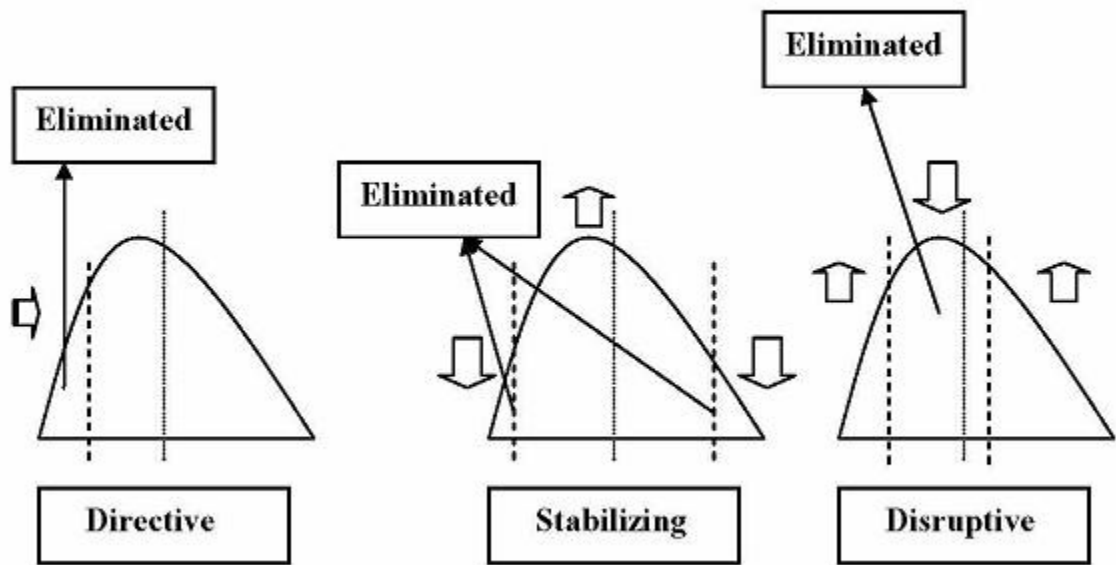 Eliminated
Eliminated
Eliminated
Directive
Stabilizing
Disruptive